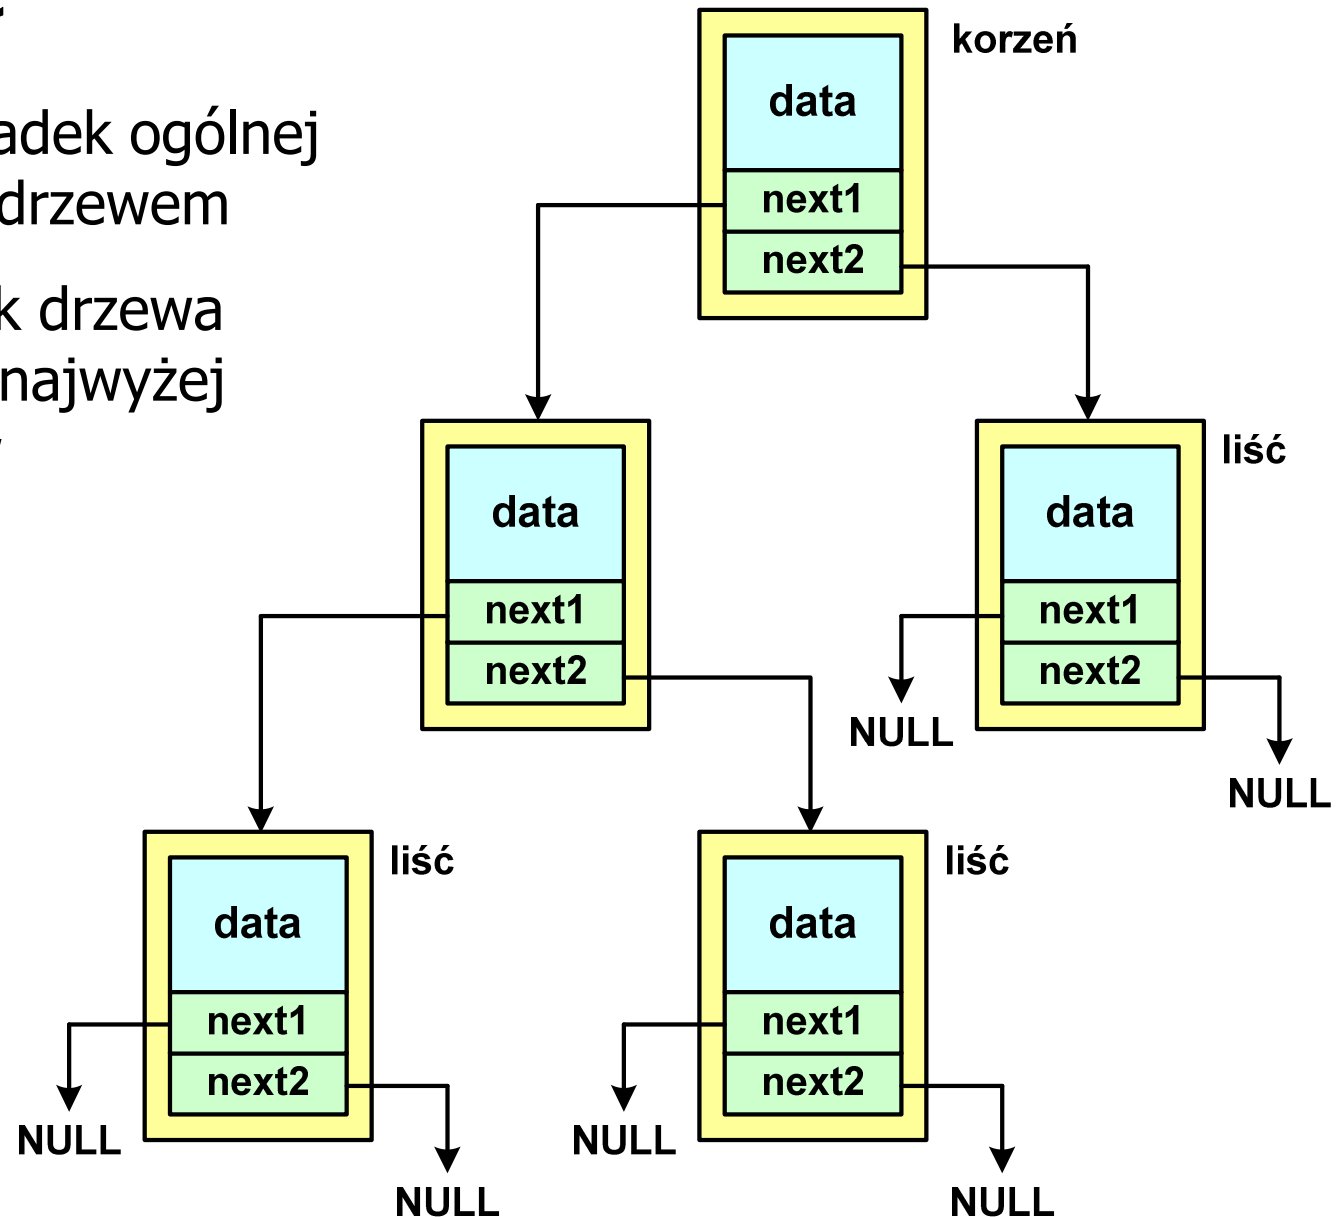 adek ogólnej
drzewem
k drzewa
najwyżej
korzeń
data
next1
next2
data
next1
next2
liść
data
next1
next2
NULL
NULL
liść
data
next1
next2
NULL
NULL
liść
data
next1
next2
NULL
NULL